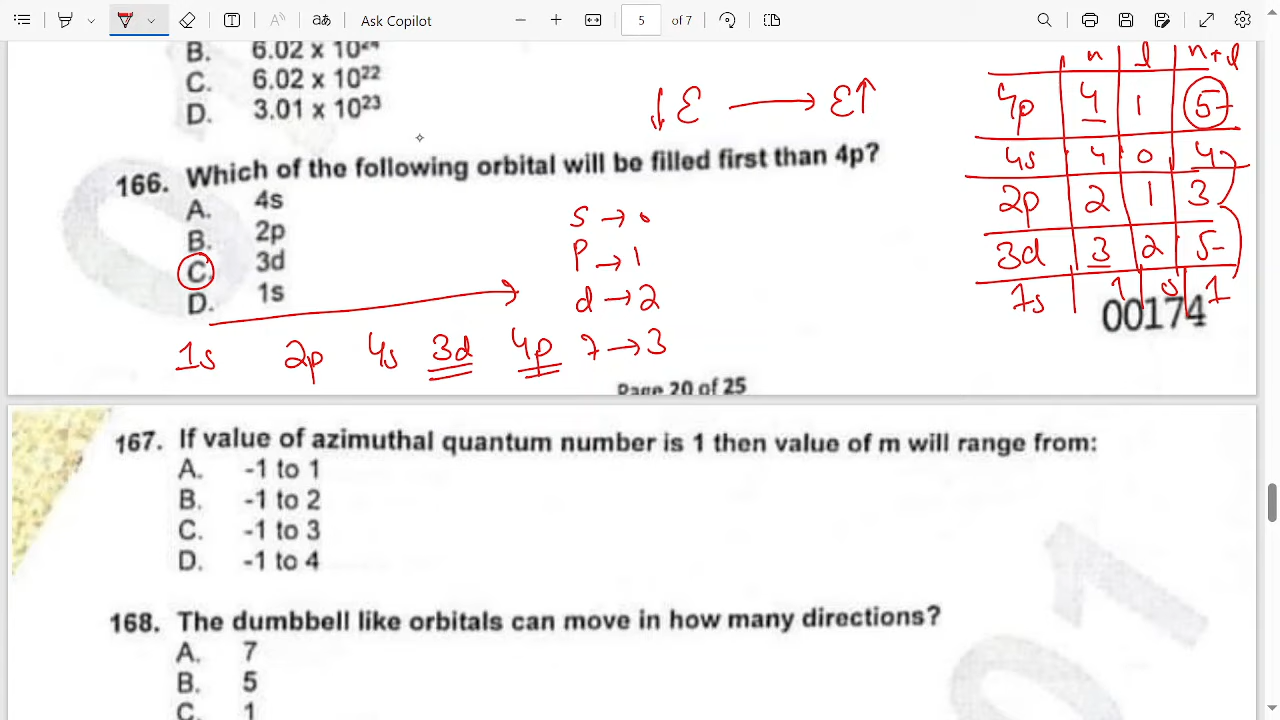 Ask Copilot
5 of 7
B. 6.02 x 10²⁴
C. 6.02 x 10²²
D. 3.01 x 10²³
↓ε → ε↑
n l n+l
4p 4 1 5
4s 4 0 4
2p 2 1 3
3d 3 2 5
1 0 1
166. Which of the following orbital will be filled first than 4p?
A. 4s
B. 2p
C. 3d
D. 1s
s → 0
p → 1
d → 2
→ 3
1s 2p 4s 3d 4p
00174
Page 20 of 25
167. If value of azimuthal quantum number is 1 then value of m will range from:
A. -1 to 1
B. -1 to 2
C. -1 to 3
D. -1 to 4
168. The dumbbell like orbitals can move in how many directions?
A. 7
B. 5
C. 1